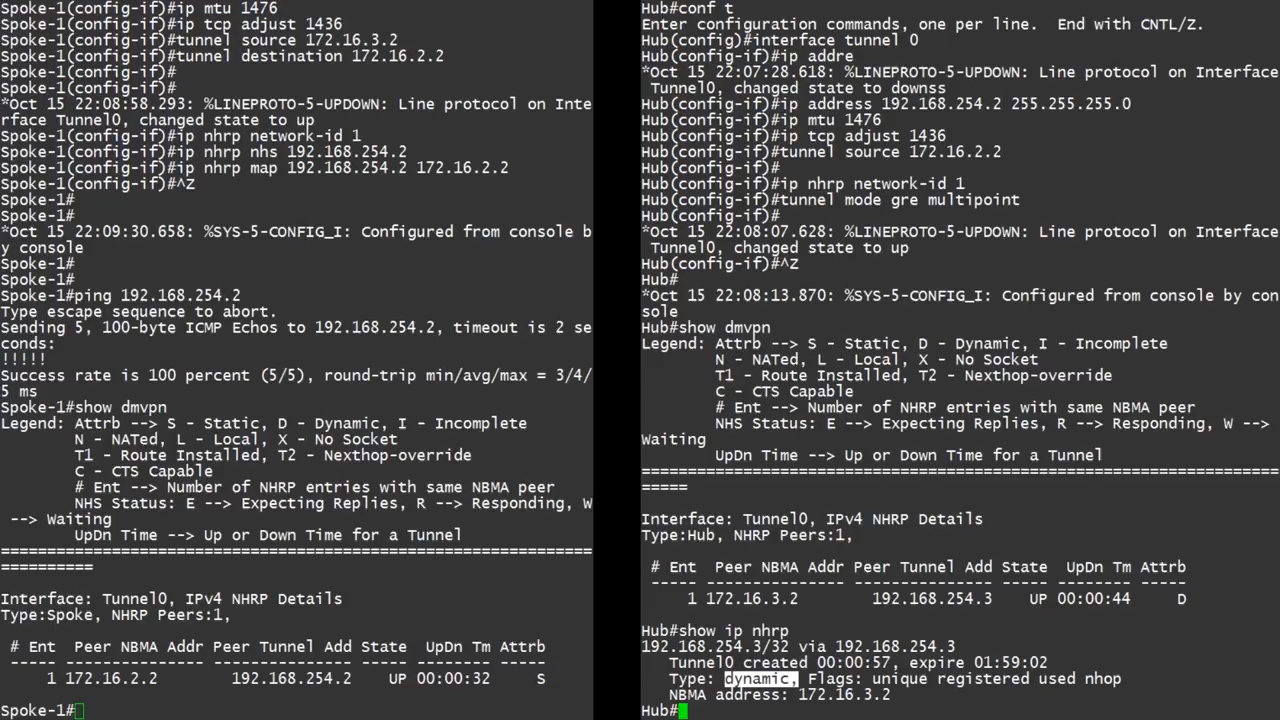 Spoke-1(config-if)#ip mtu 1476
Spoke-1(config-if)#ip tcp adjust 1436
Spoke-1(config-if)#tunnel source 172.16.3.2
Spoke-1(config-if)#tunnel destination 172.16.2.2
Spoke-1(config-if)#
Spoke-1(config-if)#
*Oct 15 22:08:58.293: %LINEPROTO-5-UPDOWN: Line protocol on Inte
rface Tunnel0, changed state to up
Spoke-1(config-if)#ip nhrp network-id 1
Spoke-1(config-if)#ip nhrp nhs 192.168.254.2
Spoke-1(config-if)#ip nhrp map 192.168.254.2 172.16.2.2
Spoke-1(config-if)#^Z
Spoke-1#
Spoke-1#
*Oct 15 22:09:30.658: %SYS-5-CONFIG_I: Configured from console b
y console
Spoke-1#
Spoke-1#
Spoke-1#ping 192.168.254.2
Type escape sequence to abort.
Sending 5, 100-byte ICMP Echos to 192.168.254.2, timeout is 2 se
conds:
!!!!!
Success rate is 100 percent (5/5), round-trip min/avg/max = 3/4/
5 ms
Spoke-1#show dmvpn
Legend: Attrb --> S - Static, D - Dynamic, I - Incomplete
N - NATed, L - Local, X - No Socket
T1 - Route Installed, T2 - Nexthop-override
C - CTS Capable
# Ent --> Number of NHRP entries with same NBMA peer
NHS Status: E --> Expecting Replies, R --> Responding, W
--> Waiting
UpDn Time --> Up or Down Time for a Tunnel
================================================================
==========
Interface: Tunnel0, IPv4 NHRP Details
Type:Spoke, NHRP Peers:1,
# Ent  Peer NBMA Addr Peer Tunnel Add State  UpDn Tm Attrb
----- --------------- --------------- ----- -------- -----
1 172.16.2.2        192.168.254.2    UP 00:00:32     S
Spoke-1#
Hub#conf t
Enter configuration commands, one per line.  End with CNTL/Z.
Hub(config)#interface tunnel 0
Hub(config-if)#ip addre
*Oct 15 22:07:28.618: %LINEPROTO-5-UPDOWN: Line protocol on Interface
Tunnel0, changed state to downss
Hub(config-if)#ip address 192.168.254.2 255.255.255.0
Hub(config-if)#ip mtu 1476
Hub(config-if)#ip tcp adjust 1436
Hub(config-if)#tunnel source 172.16.2.2
Hub(config-if)#
Hub(config-if)#ip nhrp network-id 1
Hub(config-if)#tunnel mode gre multipoint
Hub(config-if)#
*Oct 15 22:08:07.628: %LINEPROTO-5-UPDOWN: Line protocol on Interface
Tunnel0, changed state to up
Hub(config-if)#^Z
Hub#
*Oct 15 22:08:13.870: %SYS-5-CONFIG_I: Configured from console by con
sole
Hub#show dmvpn
Legend: Attrb --> S - Static, D - Dynamic, I - Incomplete
N - NATed, L - Local, X - No Socket
T1 - Route Installed, T2 - Nexthop-override
C - CTS Capable
# Ent --> Number of NHRP entries with same NBMA peer
NHS Status: E --> Expecting Replies, R --> Responding, W -->
Waiting
UpDn Time --> Up or Down Time for a Tunnel
=====================================================================
=====
Interface: Tunnel0, IPv4 NHRP Details
Type:Hub, NHRP Peers:1,
# Ent  Peer NBMA Addr Peer Tunnel Add State  UpDn Tm Attrb
----- --------------- --------------- ----- -------- -----
1 172.16.3.2        192.168.254.3    UP 00:00:44     D
Hub#show ip nhrp
192.168.254.3/32 via 192.168.254.3
Tunnel0 created 00:00:57, expire 01:59:02
Type: dynamic, Flags: unique registered used nhop
NBMA address: 172.16.3.2
Hub#